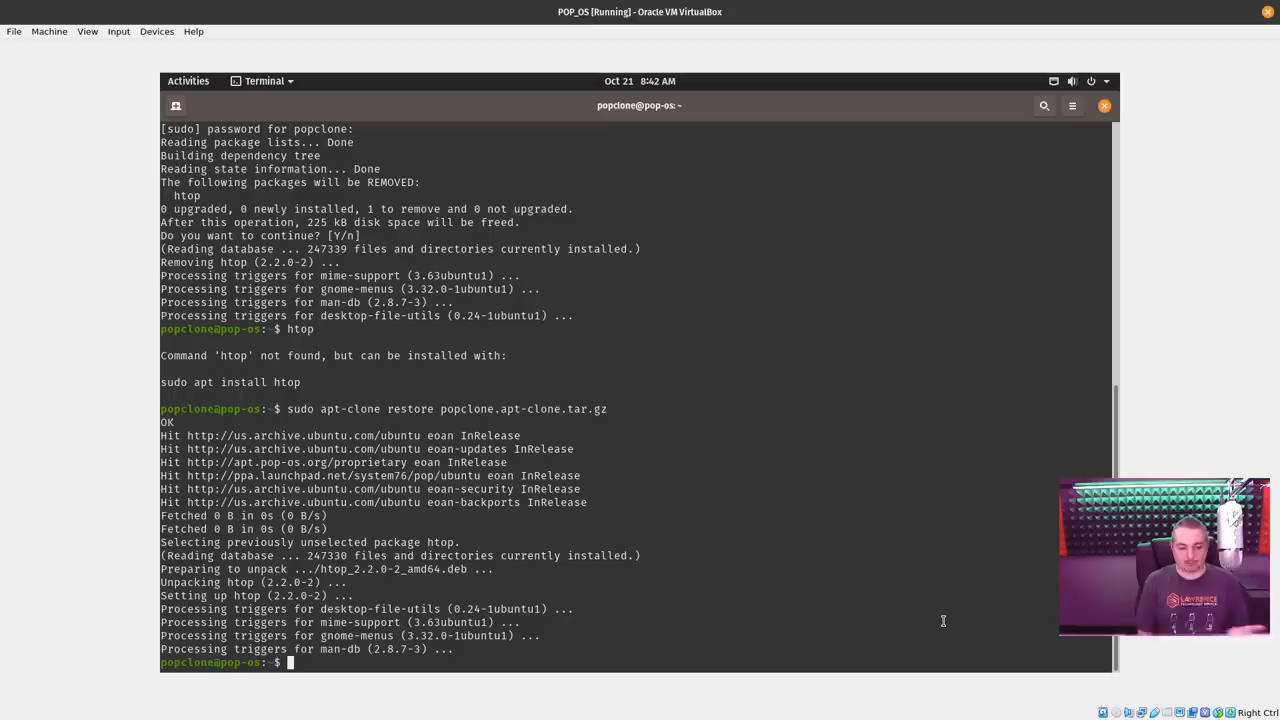 POP_OS [Running] - Oracle VM VirtualBox
File Machine View Input Devices Help
Activities Terminal Oct 21 8:42 AM
popclone@pop-os: ~
[sudo] password for popclone:
Reading package lists... Done
Building dependency tree
Reading state information... Done
The following packages will be REMOVED:
htop
0 upgraded, 0 newly installed, 1 to remove and 0 not upgraded.
After this operation, 225 kB disk space will be freed.
Do you want to continue? [Y/n]
(Reading database ... 247339 files and directories currently installed.)
Removing htop (2.2.0-2) ...
Processing triggers for mime-support (3.63ubuntu1) ...
Processing triggers for gnome-menus (3.32.0-1ubuntu1) ...
Processing triggers for man-db (2.8.7-3) ...
Processing triggers for desktop-file-utils (0.24-1ubuntu1) ...
popclone@pop-os:~$ htop
Command 'htop' not found, but can be installed with:
sudo apt install htop
popclone@pop-os:~$ sudo apt-clone restore popclone.apt-clone.tar.gz
OK
Hit http://us.archive.ubuntu.com/ubuntu eoan InRelease
Hit http://us.archive.ubuntu.com/ubuntu eoan-updates InRelease
Hit http://apt.pop-os.org/proprietary eoan InRelease
Hit http://ppa.launchpad.net/system76/pop/ubuntu eoan InRelease
Hit http://us.archive.ubuntu.com/ubuntu eoan-security InRelease
Hit http://us.archive.ubuntu.com/ubuntu eoan-backports InRelease
Fetched 0 B in 0s (0 B/s)
Fetched 0 B in 0s (0 B/s)
Selecting previously unselected package htop.
(Reading database ... 247330 files and directories currently installed.)
Preparing to unpack .../htop_2.2.0-2_amd64.deb ...
Unpacking htop (2.2.0-2) ...
Setting up htop (2.2.0-2) ...
Processing triggers for desktop-file-utils (0.24-1ubuntu1) ...
Processing triggers for mime-support (3.63ubuntu1) ...
Processing triggers for gnome-menus (3.32.0-1ubuntu1) ...
Processing triggers for man-db (2.8.7-3) ...
popclone@pop-os:~$
LAWRENCE
Right Ctrl